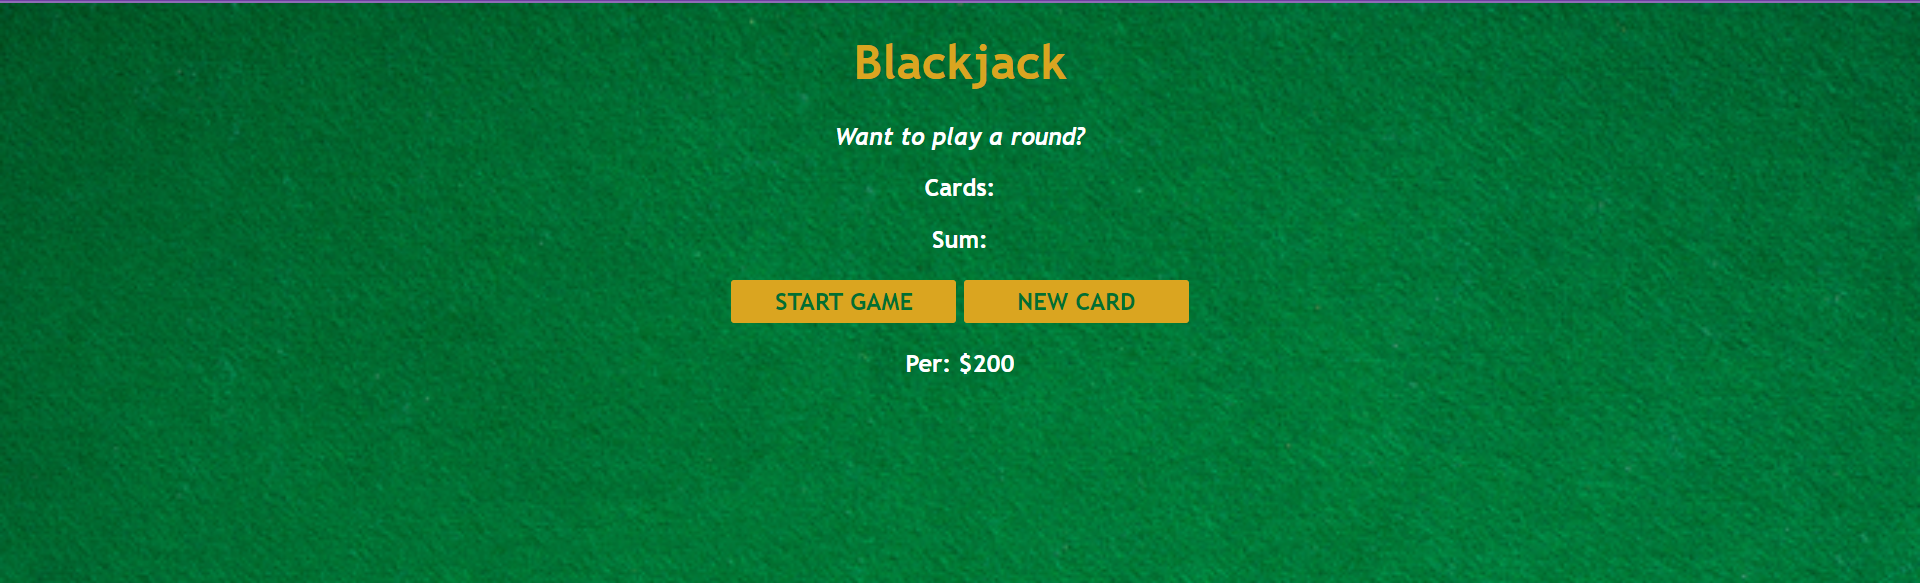 Blackjack
Want to play a round?
Cards:
Sum:
START GAME NEW CARD
Per: $200